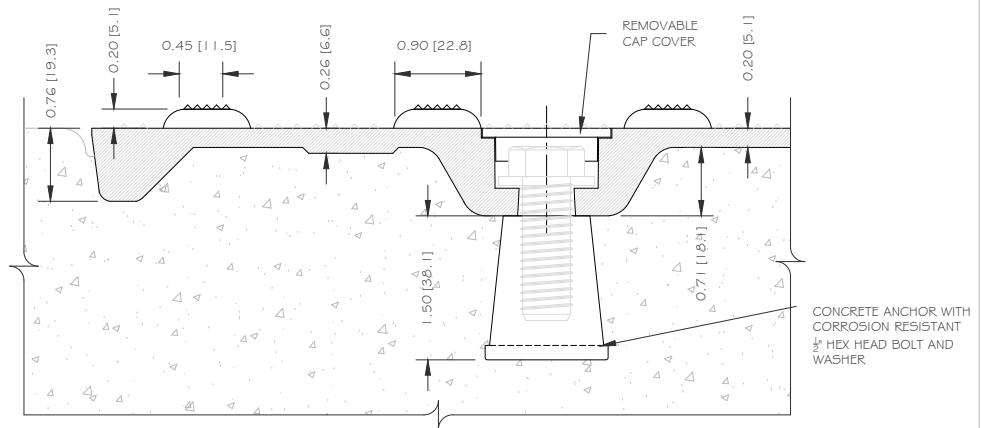 REMOVABLE
CAP COVER
0.76 [19.3]
0.20 [5.1]
0.45 [11.5]
0.26 [6.6]
0.90 [22.8]
0.20 [5.1]
1.50 [38.1]
0.71 [18.1]
CONCRETE ANCHOR WITH
CORROSION RESISTANT
1/2" HEX HEAD BOLT AND
WASHER